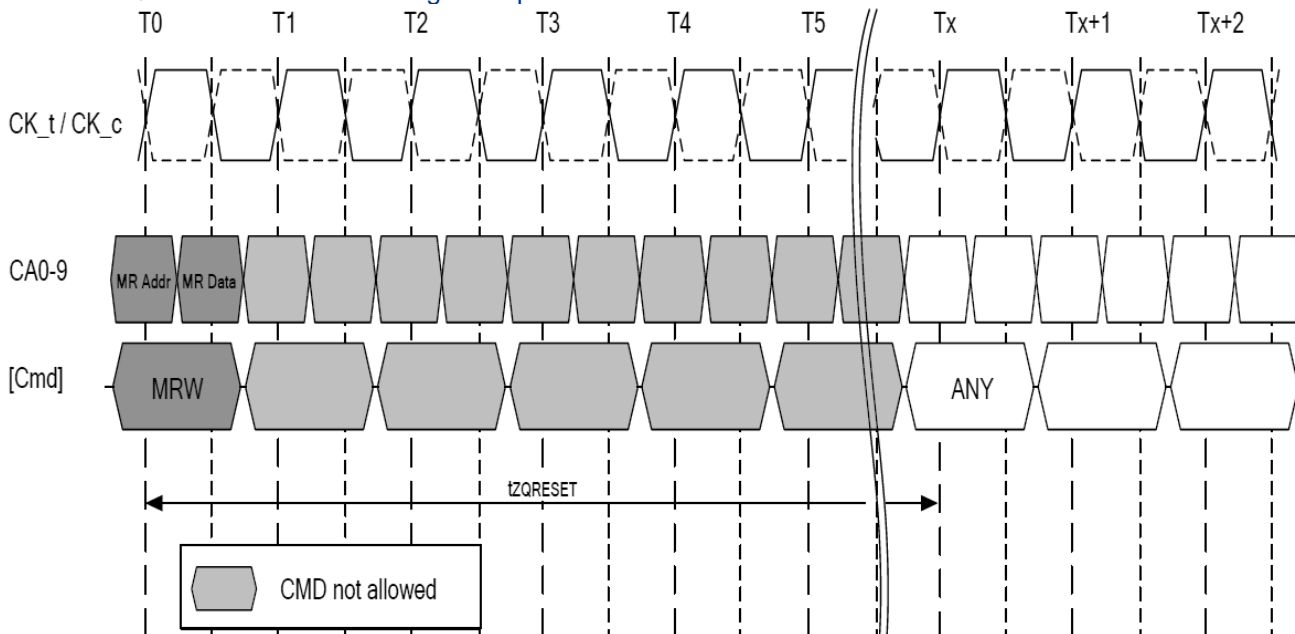 T0 T1 T2 T3 T4 T5 Tx Tx+1 Tx+2
CK_t / CK_c
CA0-9
MR Addr MR Data
[Cmd]
MRW ANY
tZQRESET
CMD not allowed